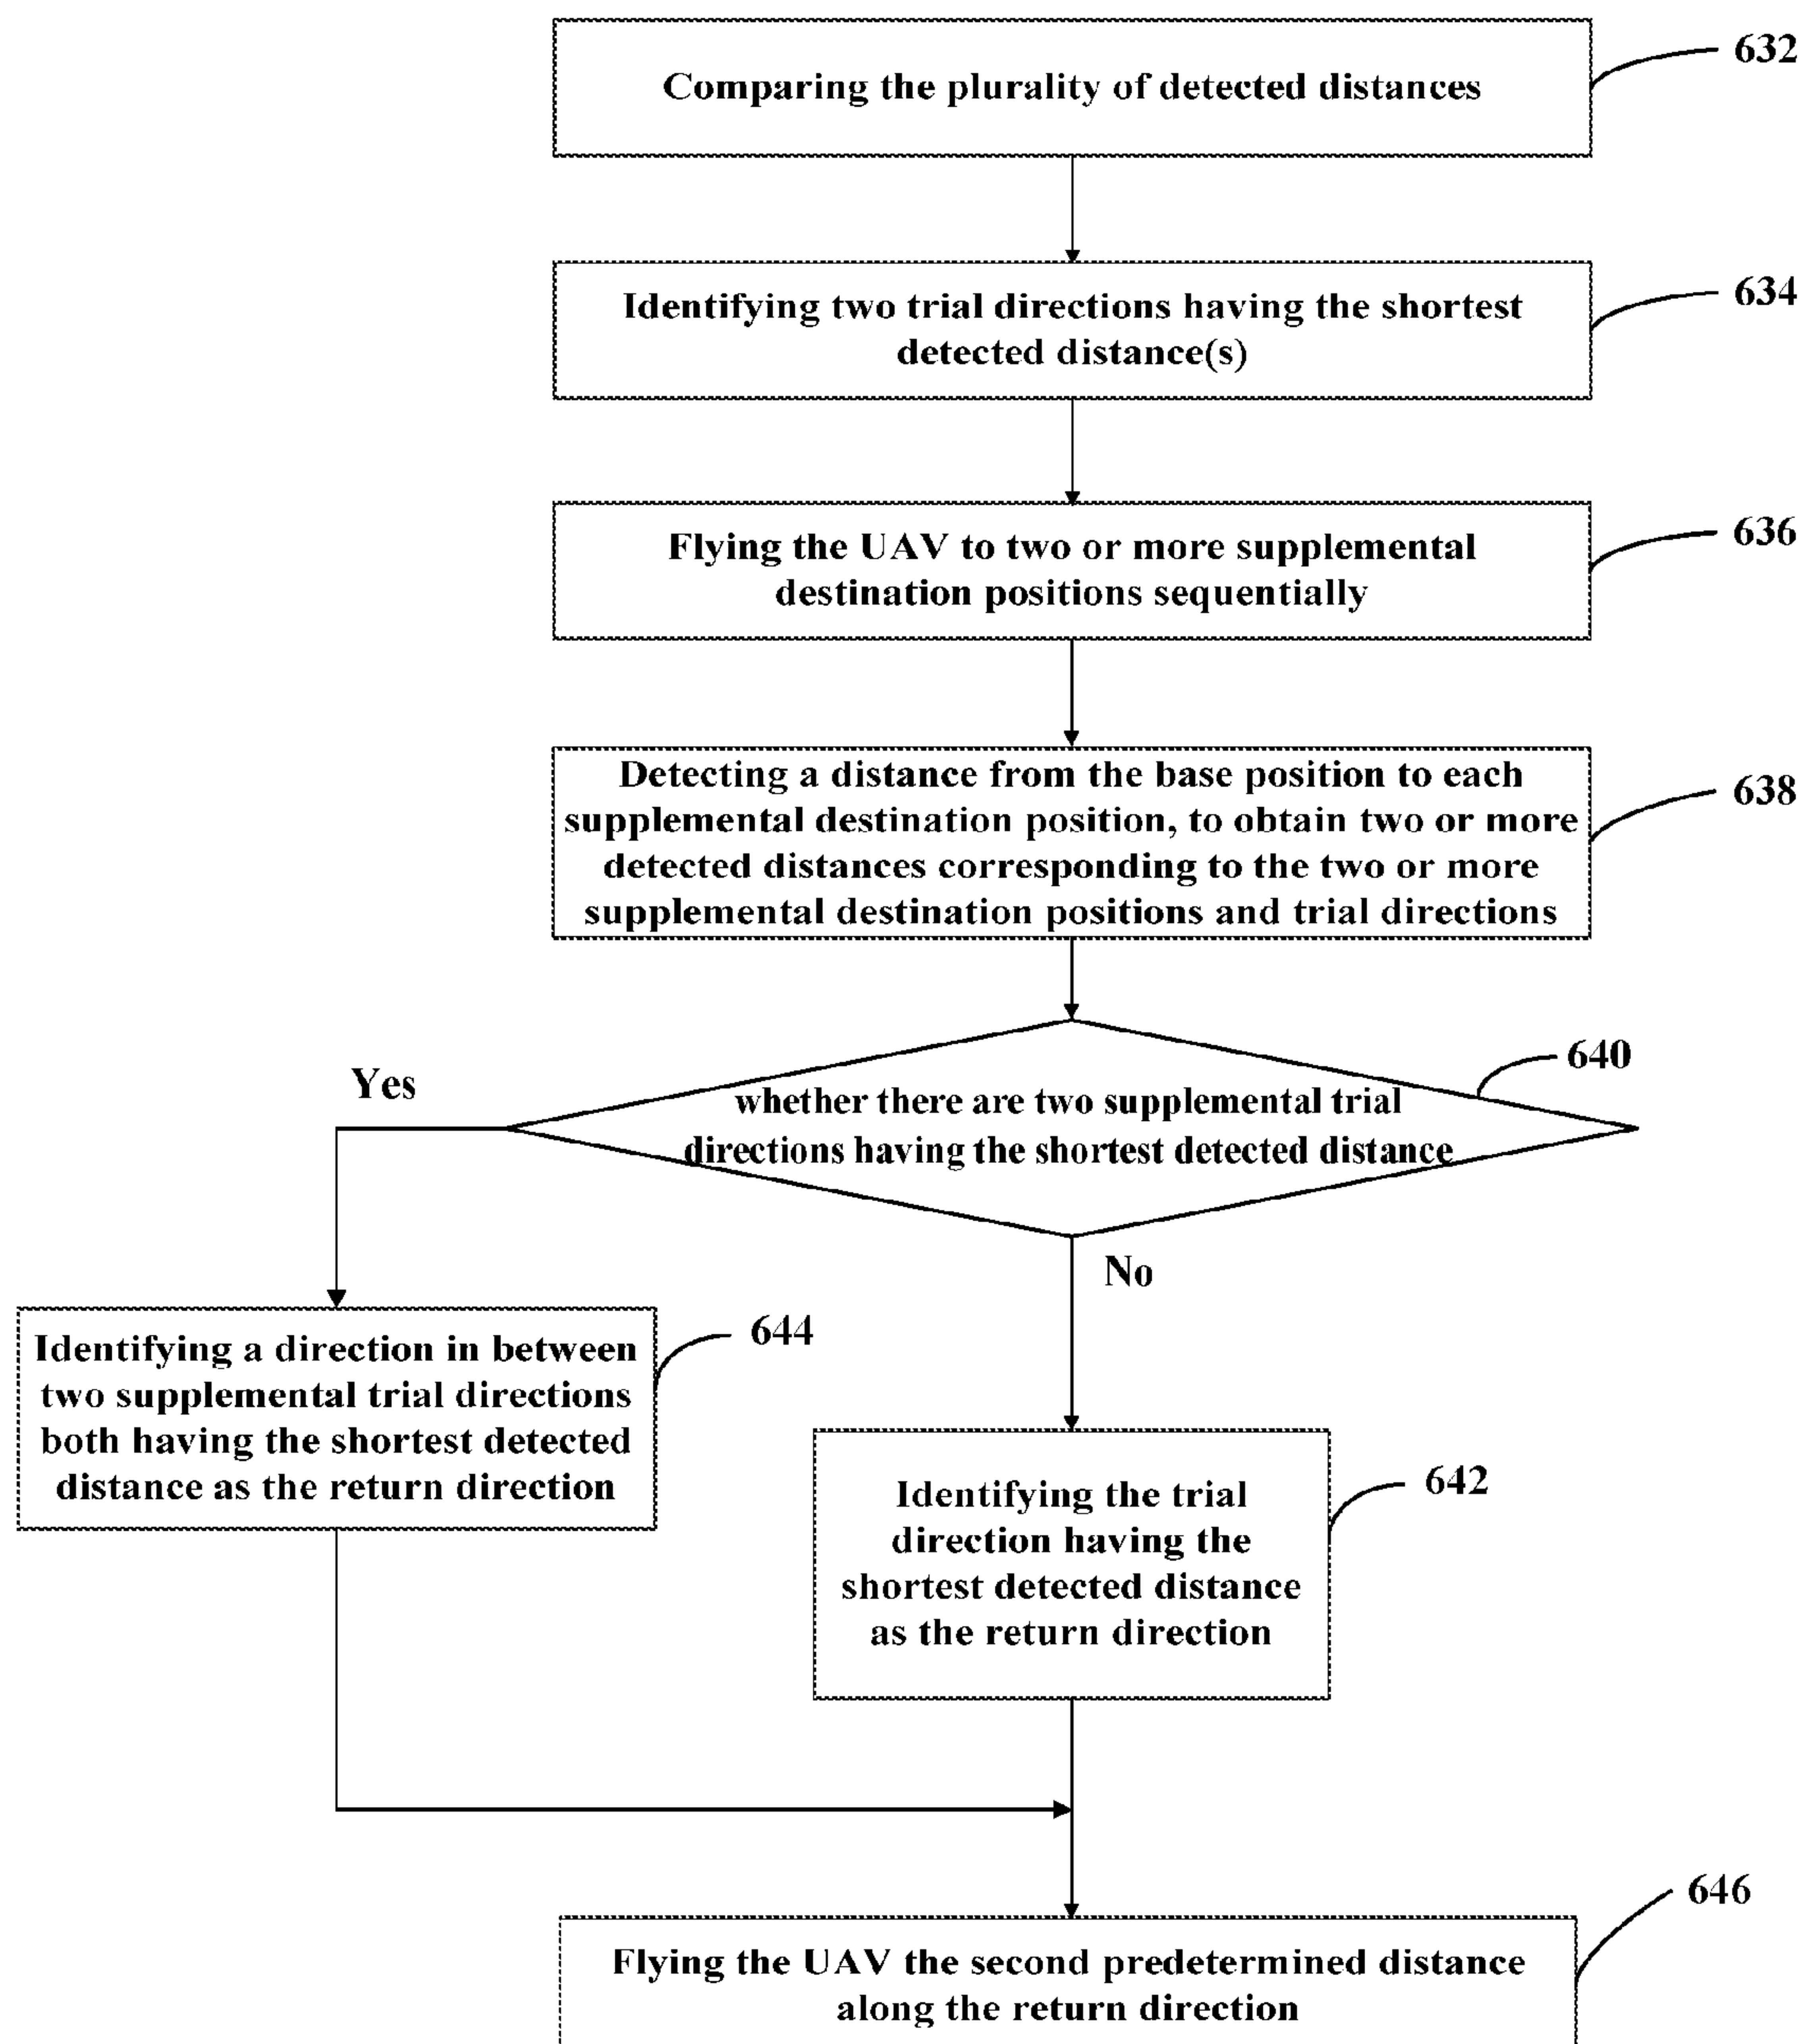 Comparing the plurality of detected distances
632
Identifying two trial directions having the shortest
detected distance(s)
634
Flying the UAV to two or more supplemental
destination positions sequentially
636
Detecting a distance from the base position to each
supplemental destination position, to obtain two or more
detected distances corresponding to the two or more
supplemental destination positions and trial directions
638
640
Yes
whether there are two supplemental trial
directions having the shortest detected distance
No
Identifying a direction in between
two supplemental trial directions
both having the shortest detected
distance as the return direction
644
Identifying the trial
direction having the
shortest detected distance
as the return direction
642
646
Flying the UAV the second predetermined distance
along the return direction